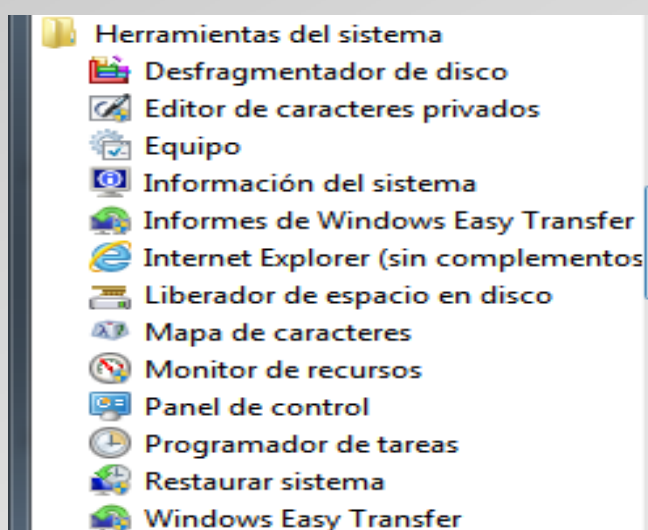 Herramientas del sistema
Desfragmentador de disco
Editor de caracteres privados
Equipo
Información del sistema
Informes de Windows Easy Transfer
Internet Explorer (sin complementos
Liberador de espacio en disco
Mapa de caracteres
Monitor de recursos
Panel de control
Programador de tareas
Restaurar sistema
Windows Easy Transfer